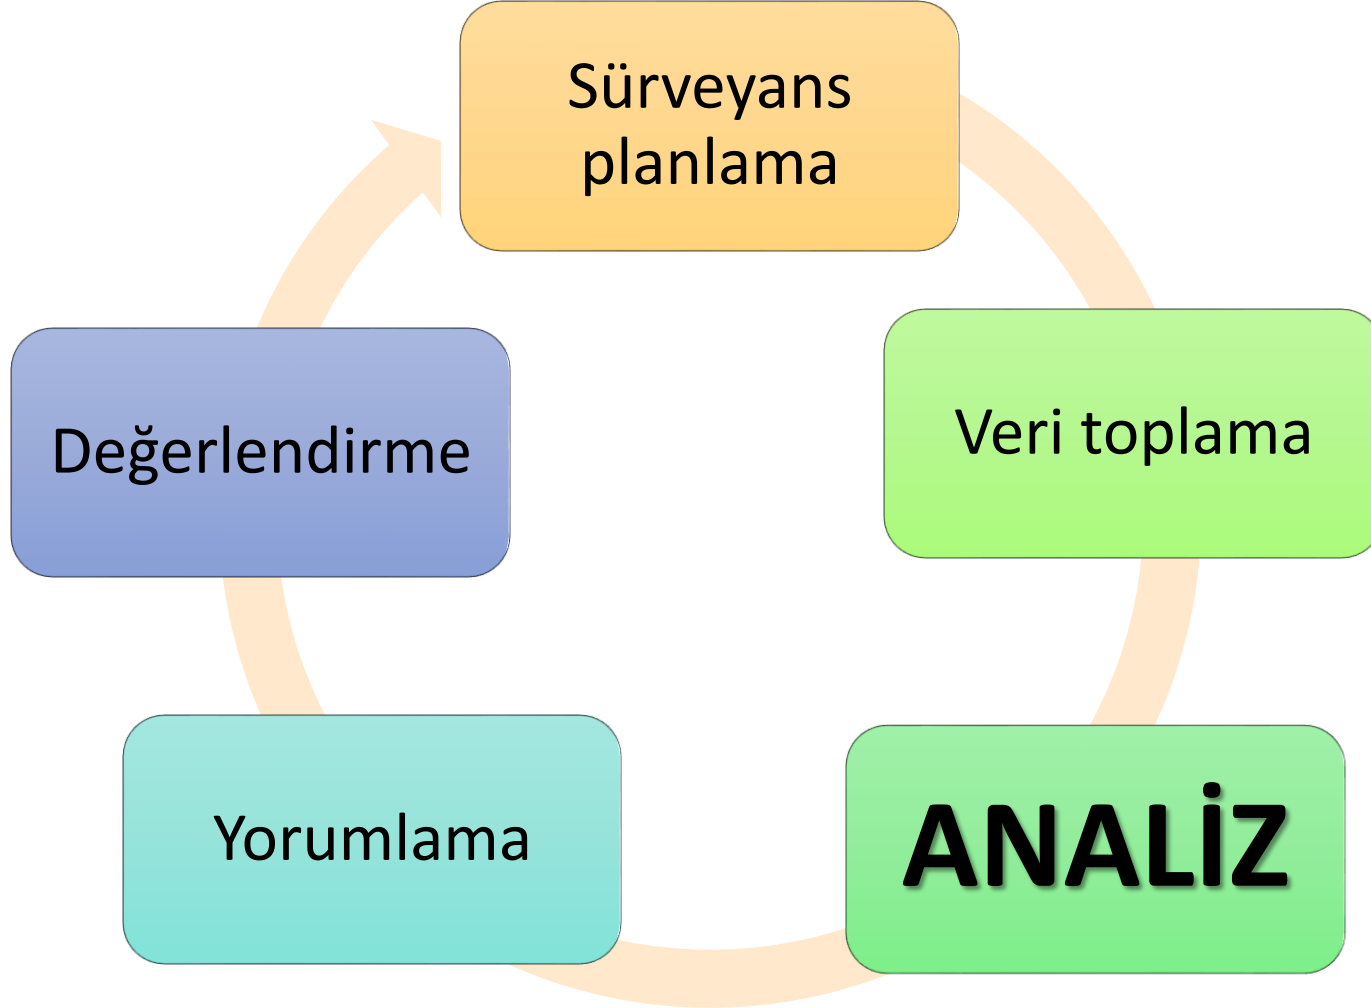 Sürveyans
planlama
Veri toplama
ANALİZ
Yorumlama
Değerlendirme